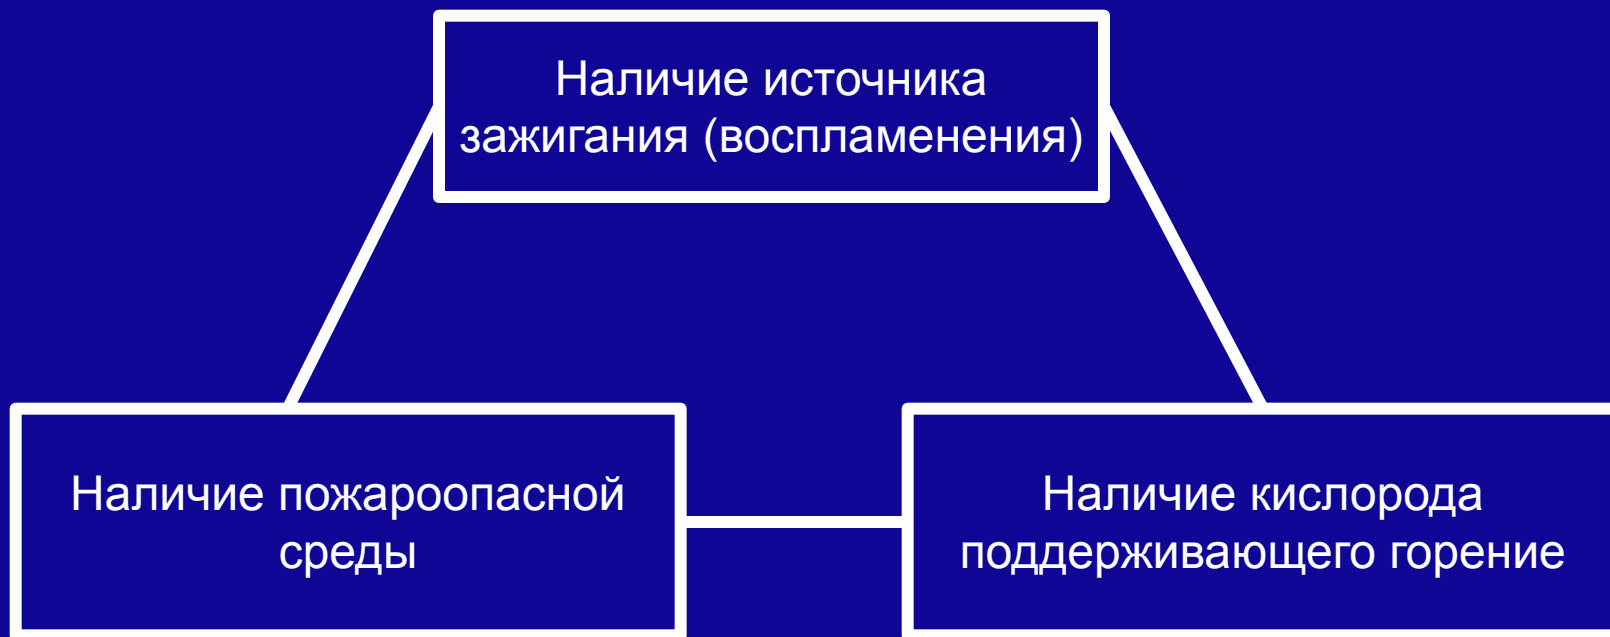 Наличие источника
зажигания (воспламенения)
Наличие пожароопасной
среды
Наличие кислорода
поддерживающего горение